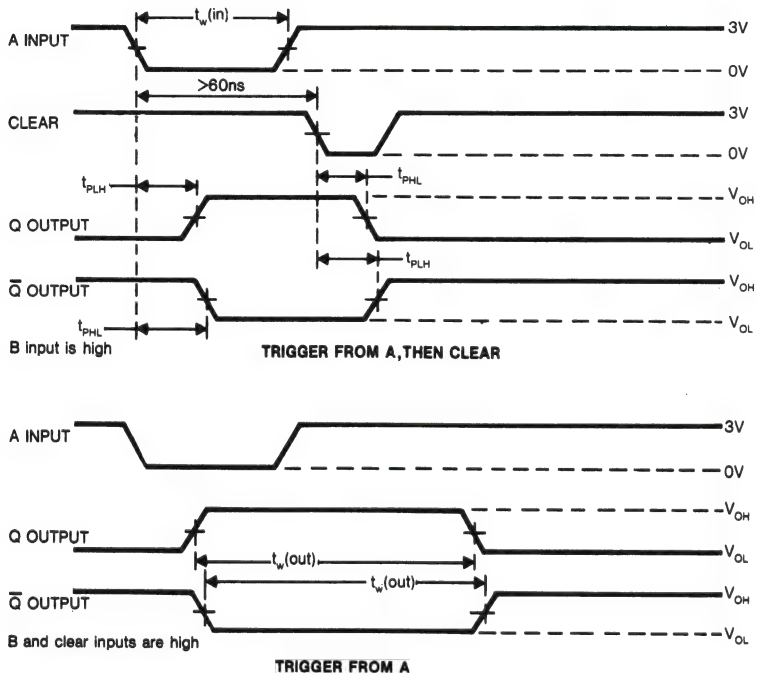 t_w(in)
A INPUT
3V
0V
>60ns
CLEAR
3V
0V
t_PLH
t_PHL
V_OH
Q OUTPUT
V_OL
t_PLH
Q̅ OUTPUT
V_OH
t_PHL
V_OL
B input is high
TRIGGER FROM A,THEN CLEAR
A INPUT
3V
0V
V_OH
Q OUTPUT
V_OL
t_w(out)
t_w(out)
Q̅ OUTPUT
V_OH
V_OL
B and clear inputs are high
TRIGGER FROM A